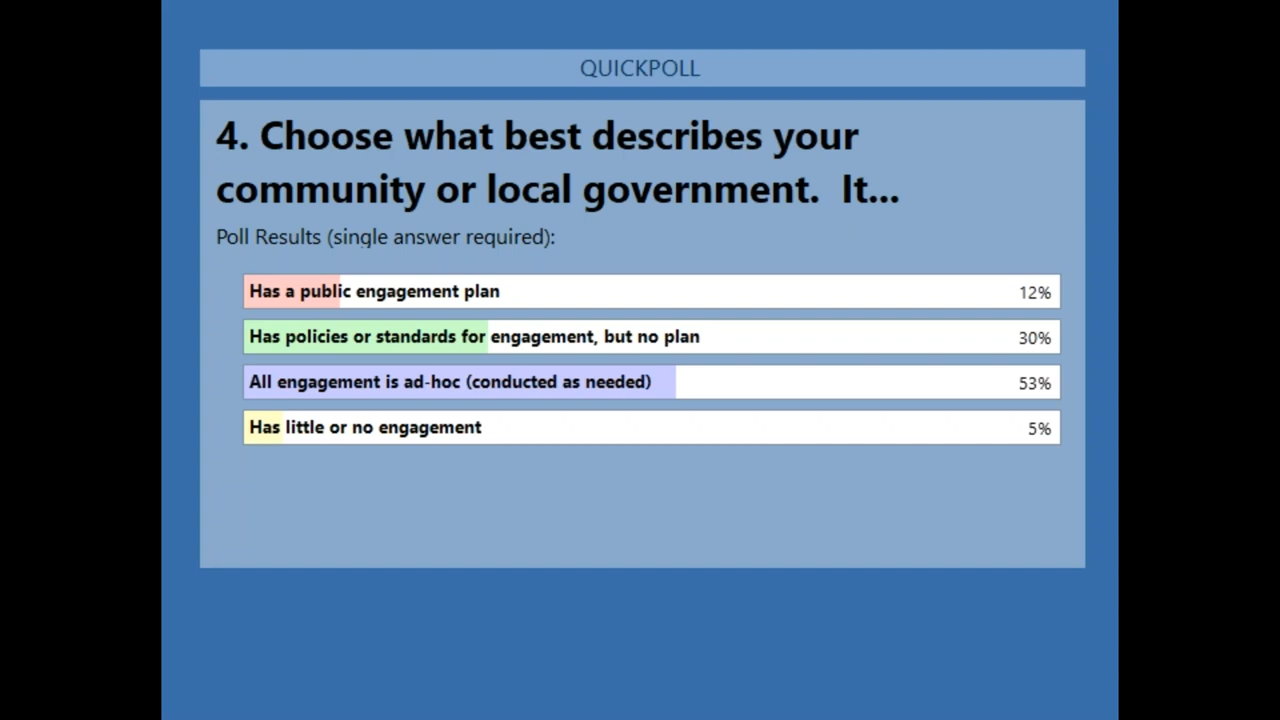 QUICKPOLL
4. Choose what best describes your
community or local government.  It...
Poll Results (single answer required):
Has a public engagement plan 12%
Has policies or standards for engagement, but no plan 30%
All engagement is ad-hoc (conducted as needed) 53%
Has little or no engagement 5%